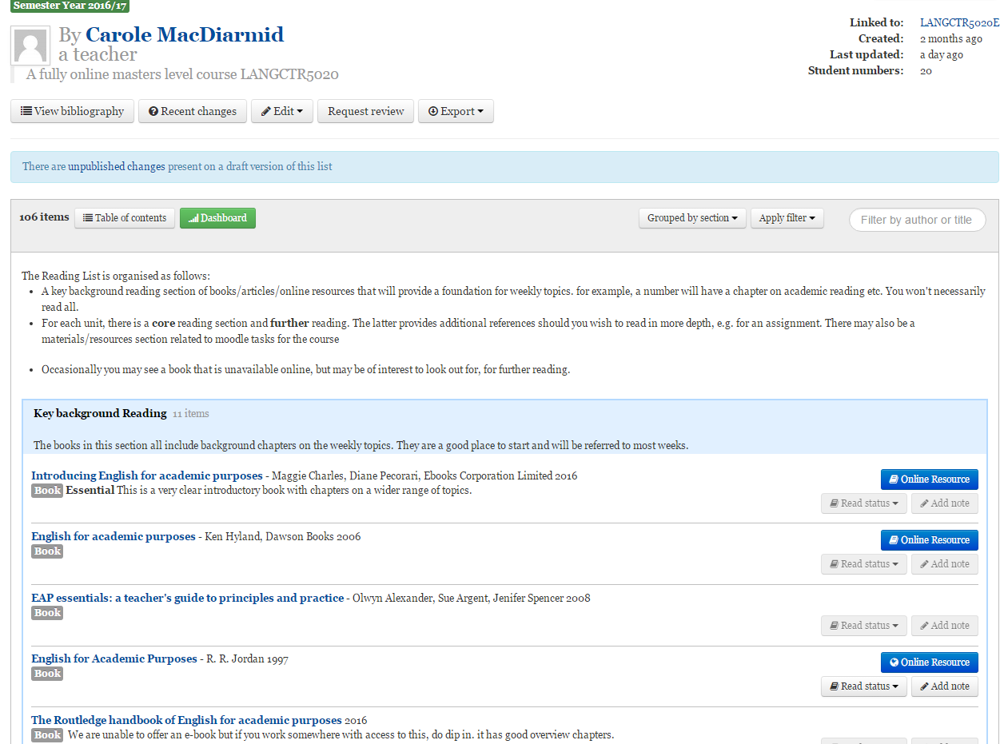 Semester Year 2016/17
By Carole MacDiarmid
a teacher
A fully online masters level course LANGCTR5020
Linked to: LANGCTR5020E
Created: 2 months ago
Last updated: a day ago
Student numbers: 20
View bibliography
Recent changes
Edit
Request review
Export
There are unpublished changes present on a draft version of this list
106 items
Table of contents
Dashboard
Grouped by section
Apply filter
Filter by author or title
The Reading List is organised as follows:
• A key background reading section of books/articles/online resources that will provide a foundation for weekly topics. for example, a number will have a chapter on academic reading etc. You won't necessarily
read all.
• For each unit, there is a core reading section and further reading. The latter provides additional references should you wish to read in more depth, e.g. for an assignment. There may also be a
materials/resources section related to moodle tasks for the course
• Occasionally you may see a book that is unavailable online, but may be of interest to look out for, for further reading.
Key background Reading 11 items
The books in this section all include background chapters on the weekly topics. They are a good place to start and will be referred to most weeks.
Introducing English for academic purposes - Maggie Charles, Diane Pecorari, Ebooks Corporation Limited 2016
Book Essential This is a very clear introductory book with chapters on a wider range of topics.
Online Resource
Read status
Add note
English for academic purposes - Ken Hyland, Dawson Books 2006
Book
Online Resource
Read status
Add note
EAP essentials: a teacher's guide to principles and practice - Olwyn Alexander, Sue Argent, Jenifer Spencer 2008
Book
Read status
Add note
English for Academic Purposes - R. R. Jordan 1997
Book
Online Resource
Read status
Add note
The Routledge handbook of English for academic purposes 2016
Book We are unable to offer an e-book but if you work somewhere with access to this, do dip in. it has good overview chapters.